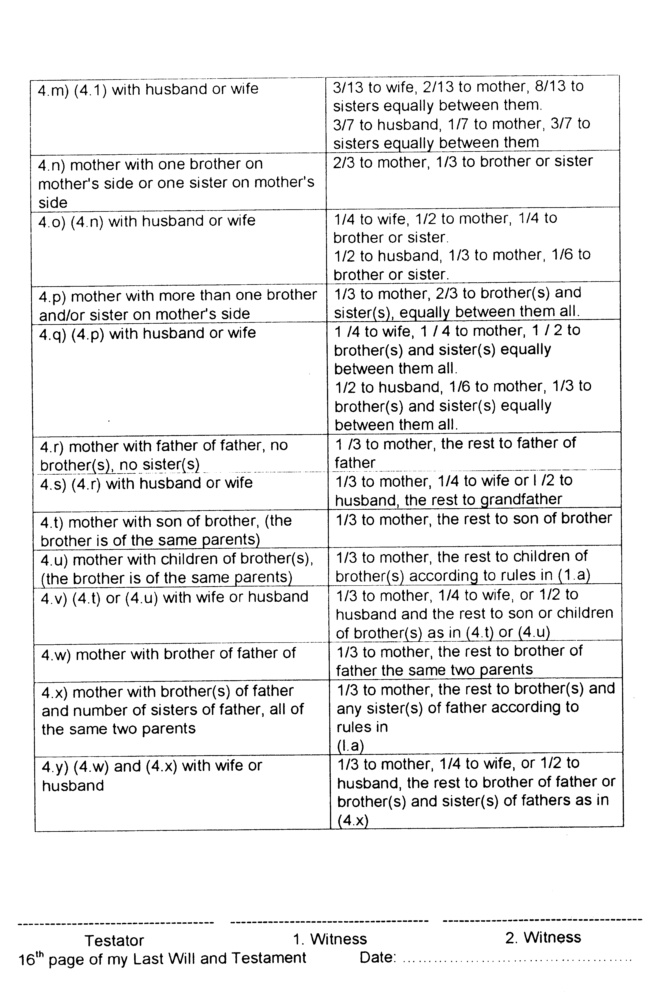 4.m) (4.1) with husband or wife
3/13 to wife, 2/13 to mother, 8/13 to
sisters equally between them.
3/7 to husband, 1/7 to mother, 3/7 to
sisters equally between them
4.n) mother with one brother on
mother's side or one sister on mother's
side
2/3 to mother, 1/3 to brother or sister
4.o) (4.n) with husband or wife
1/4 to wife, 1/2 to mother, 1/4 to
brother or sister.
1/2 to husband, 1/3 to mother, 1/6 to
brother or sister.
4.p) mother with more than one brother
and/or sister on mother's side
1/3 to mother, 2/3 to brother(s) and
sister(s), equally between them all.
4.q) (4.p) with husband or wife
1 /4 to wife, 1 / 4 to mother, 1 / 2 to
brother(s) and sister(s) equally
between them all.
1/2 to husband, 1/6 to mother, 1/3 to
brother(s) and sister(s) equally
between them all.
4.r) mother with father of father, no
brother(s), no sister(s)
1 /3 to mother, the rest to father of
father
4.s) (4.r) with husband or wife
1/3 to mother, 1/4 to wife or I /2 to
husband, the rest to grandfather
4.t) mother with son of brother, (the
brother is of the same parents)
1/3 to mother, the rest to son of brother
4.u) mother with children of brother(s),
(the brother is of the same parents)
1/3 to mother, the rest to children of
brother(s) according to rules in (1.a)
4.v) (4.t) or (4.u) with wife or husband
1/3 to mother, 1/4 to wife, or 1/2 to
husband and the rest to son or children
of brother(s) as in (4.t) or (4.u)
4.w) mother with brother of father of
1/3 to mother, the rest to brother of
father the same two parents
4.x) mother with brother(s) of father
and number of sisters of father, all of
the same two parents
1/3 to mother, the rest to brother(s) and
any sister(s) of father according to
rules in
(I.a)
4.y) (4.w) and (4.x) with wife or
husband
1/3 to mother, 1/4 to wife, or 1/2 to
husband, the rest to brother of father or
brother(s) and sister(s) of fathers as in
(4.x)
Testator 1. Witness 2. Witness
16th page of my Last Will and Testament Date: ..............................................